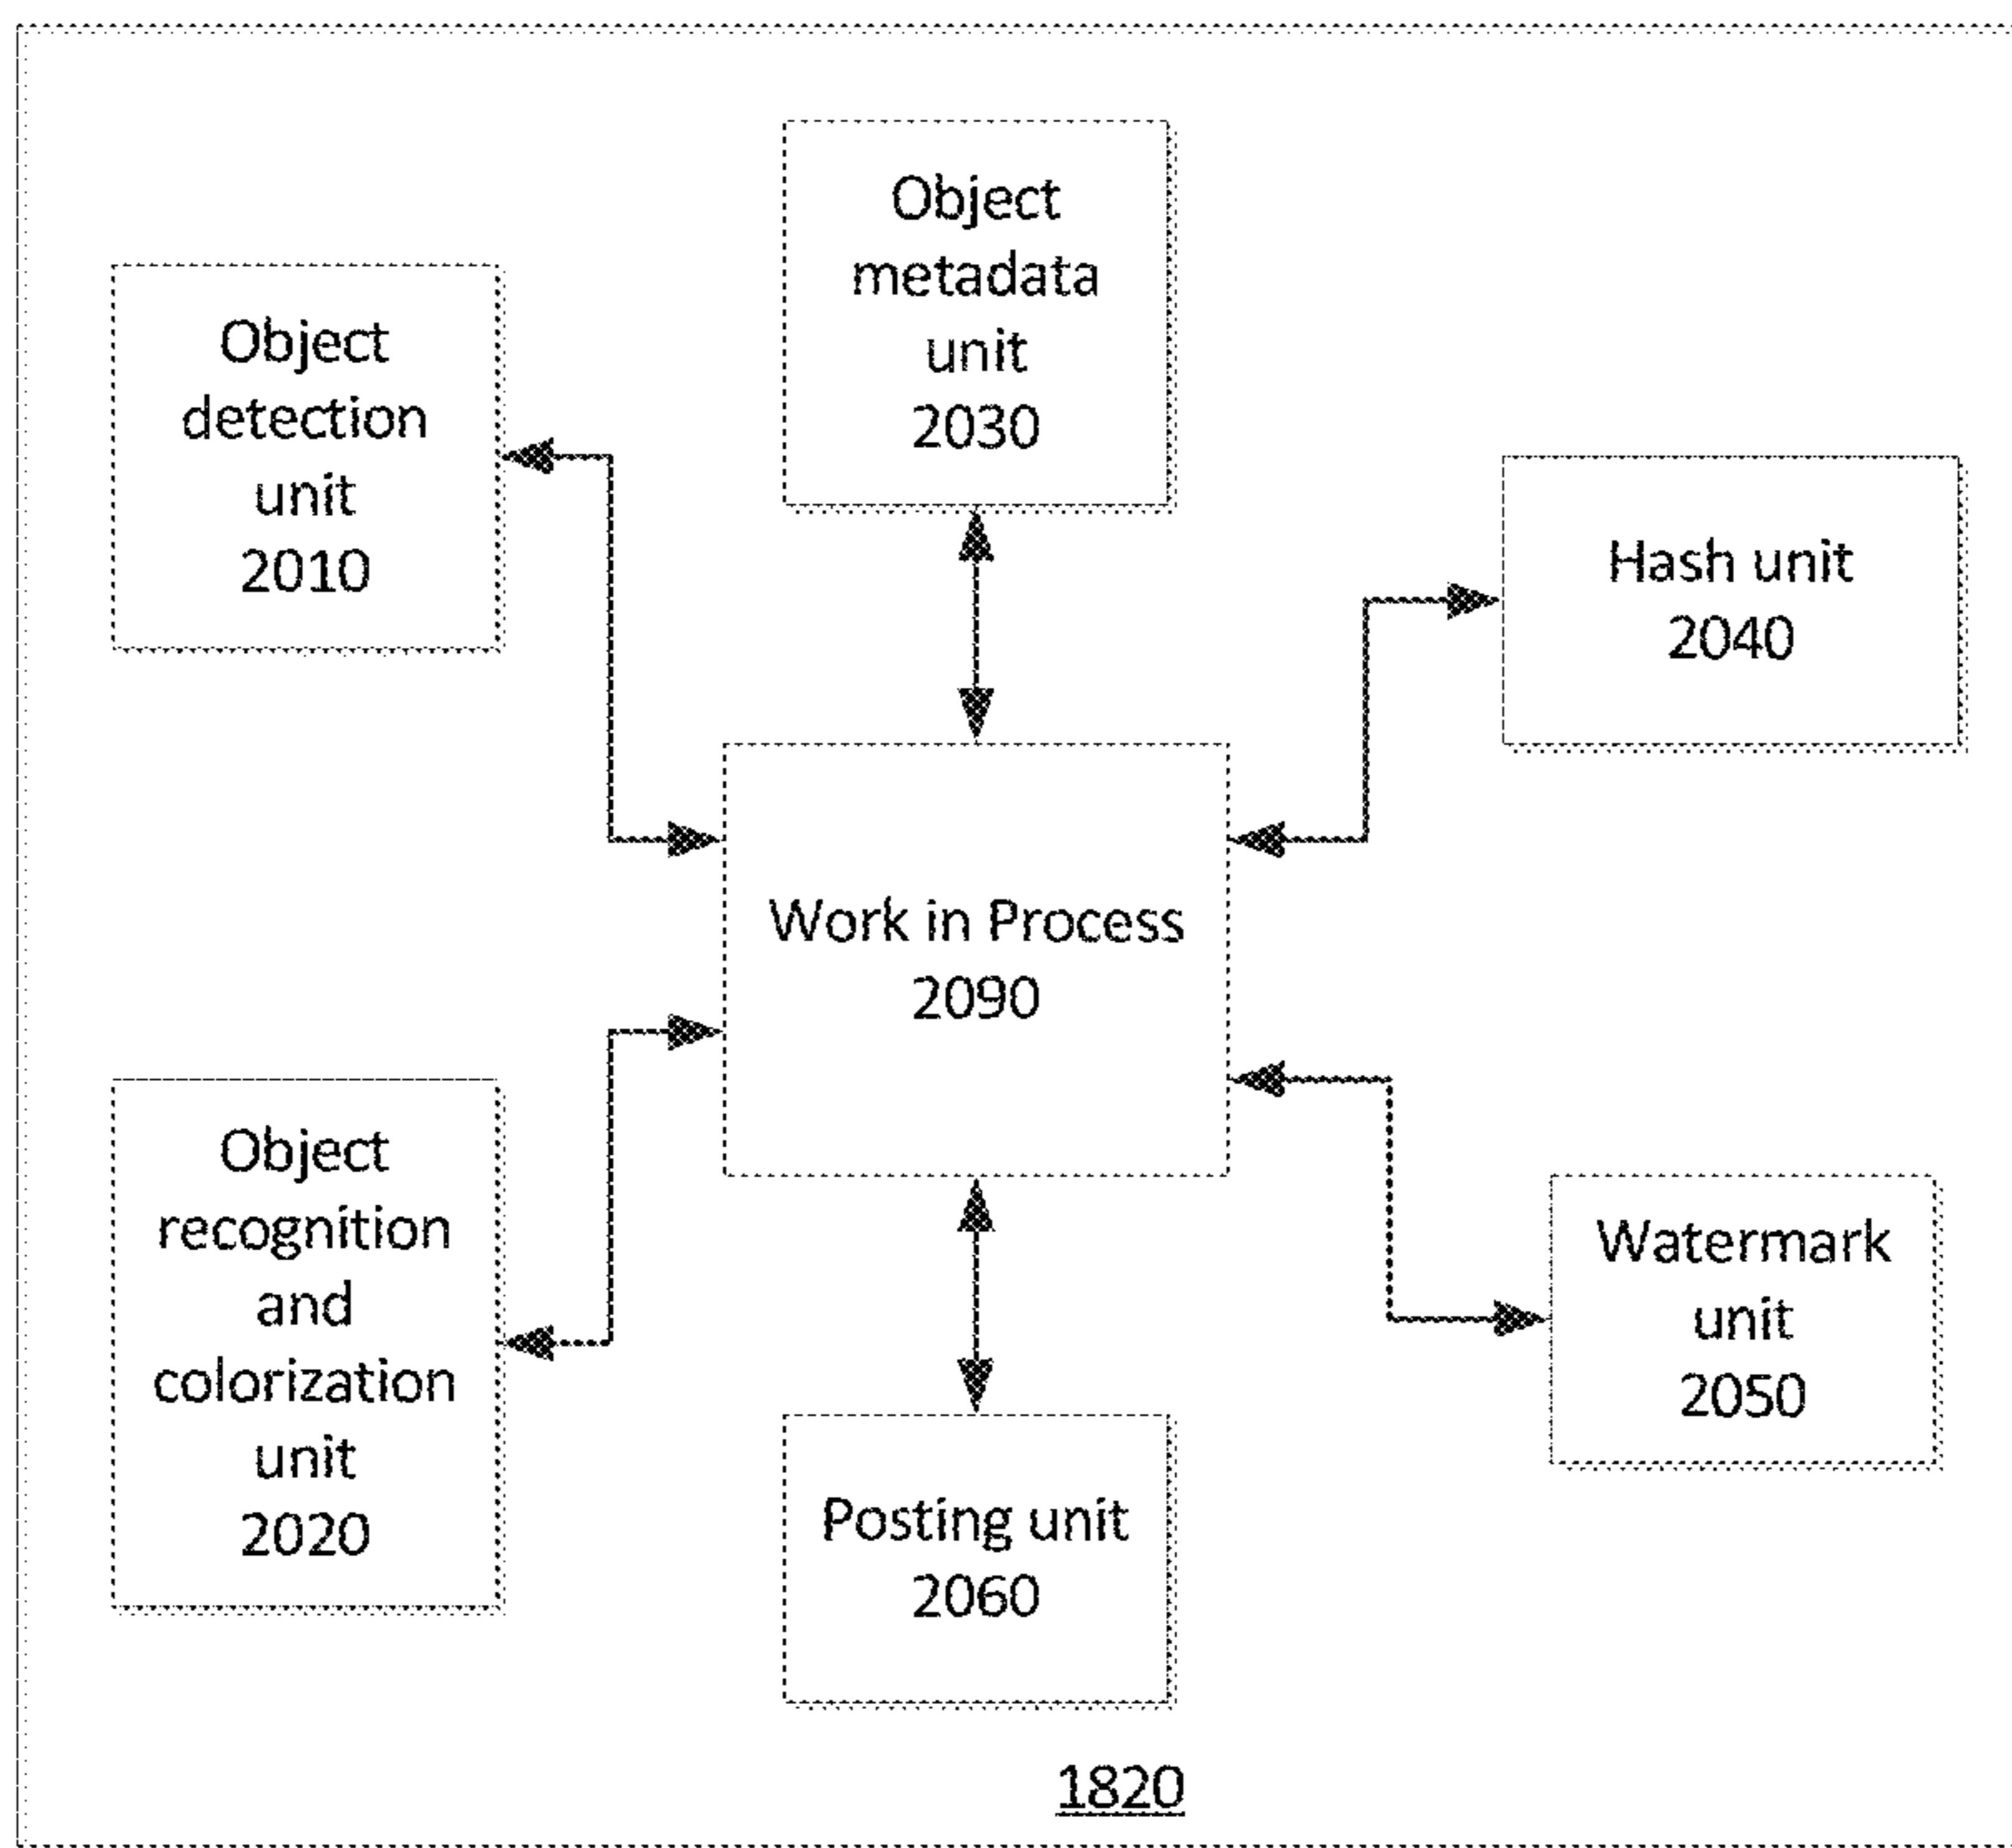 Object
metadata
unit
2030
Object
detection
unit
2010
Hash unit
2040
Work in Process
2090
Object
recognition
and
colorization
unit
2020
Watermark
unit
2050
Posting unit
2060
1820